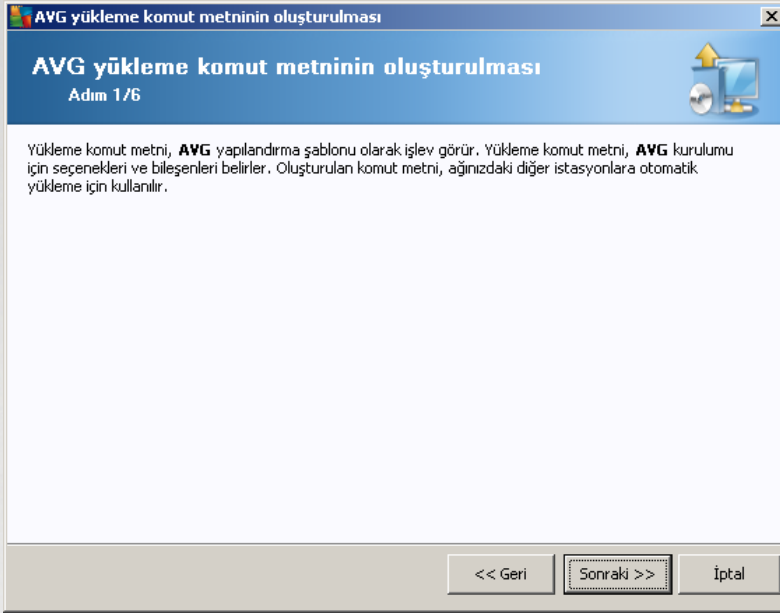 AVG yükleme komut metninin oluşturulması
AVG yükleme komut metninin oluşturulması
Adım 1/6
Yükleme komut metni, AVG yapılandırma şablonu olarak işlev görür. Yükleme komut metni, AVG kurulumu
için seçenekleri ve bileşenleri belirler. Oluşturulan komut metni, ağınızdaki diğer istasyonlara otomatik
yükleme için kullanılır.
<< Geri
Sonraki >>
İptal